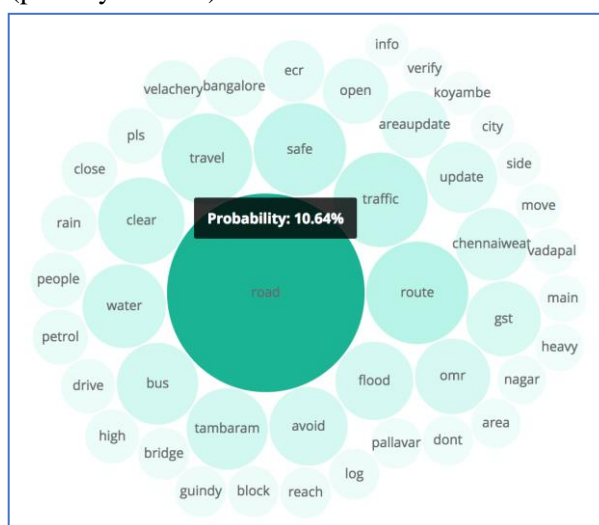 info
verify
ecr
koyambe
velachery
bangalore
open
areaupdate
city
pls
travel
safe
side
close
traffic
update
move
Probability: 10.64%
rain
clear
chennaiweat
vadapal
people
water
road
route
gst
main
petrol
heavy
drive
bus
flood
omr
nagar
high
tambaram
avoid
pallavar
dont
area
bridge
log
guindy
block
reach